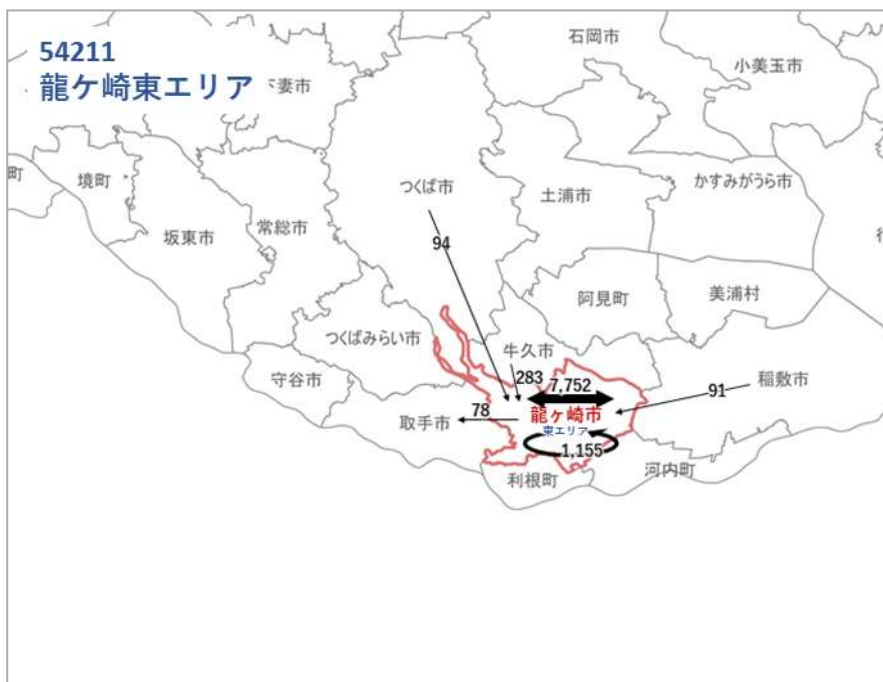 54211
龍ケ崎東エリア
妻市
石岡市
小美玉市
町
境町
つくば市
土浦市
かすみがうら市
坂東市
常総市
94
阿見町
美浦村
つくばみらい市
牛久市
守谷市
283
7,752
91
稲敷市
取手市
78
龍ヶ崎市
東エリア
1,155
利根町
河内町